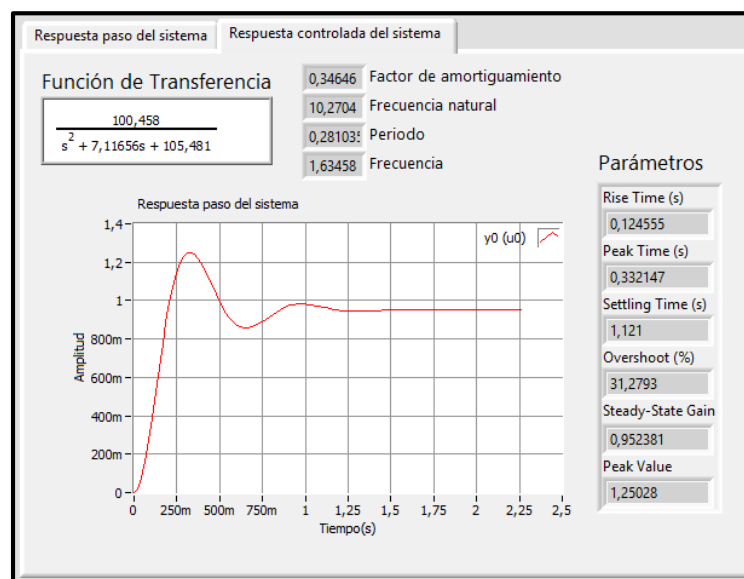 Respuesta paso del sistema
Respuesta controlada del sistema
Función de Transferencia
100,458
s² + 7,11656s + 105,481
0,34646 Factor de amortiguamiento
10,2704 Frecuencia natural
0,281035 Periodo
1,63458 Frecuencia
Respuesta paso del sistema
y0 (u0)
Amplitud
1,4
1,2
1
800m
600m
400m
200m
0
0 250m 500m 750m 1 1,25 1,5 1,75 2 2,25 2,5
Tiempo(s)
Parámetros
Rise Time (s)
0,124555
Peak Time (s)
0,332147
Settling Time (s)
1,121
Overshoot (%)
31,2793
Steady-State Gain
0,952381
Peak Value
1,25028